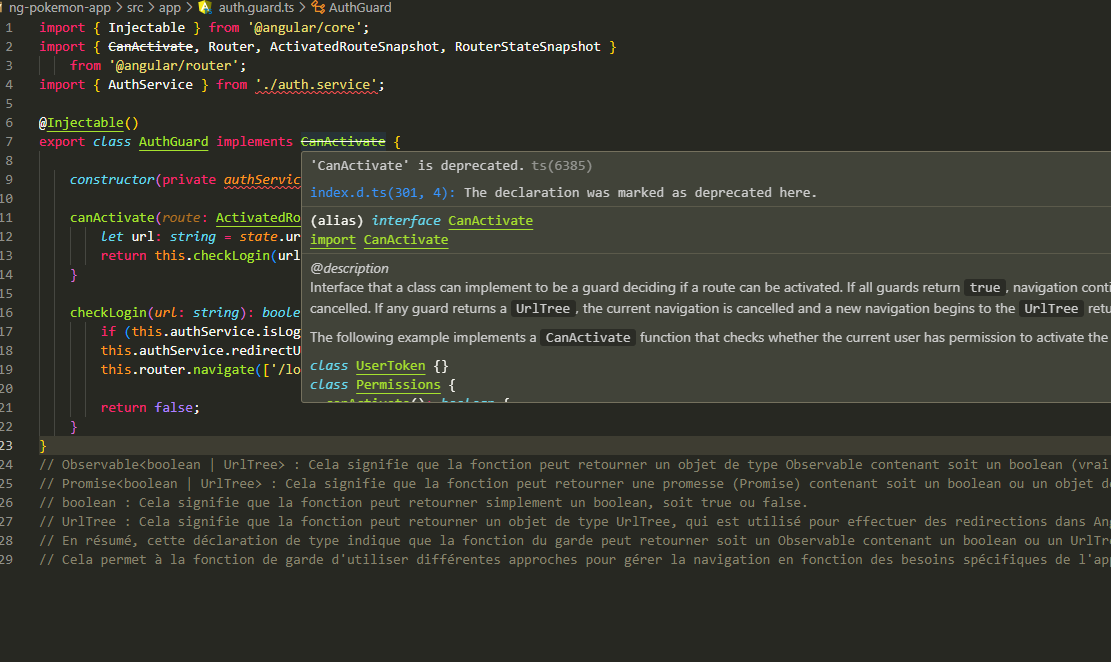 ng-pokemon-app > src > app > auth.guard.ts > AuthGuard
1 import { Injectable } from '@angular/core';
2 import { CanActivate, Router, ActivatedRouteSnapshot, RouterStateSnapshot }
3 from '@angular/router';
4 import { AuthService } from './auth.service';
5
6 @Injectable()
7 export class AuthGuard implements CanActivate {
8
'CanActivate' is deprecated. ts(6385)
9 constructor(private authServic
index.d.ts(301, 4): The declaration was marked as deprecated here.
10
11 canActivate(route: ActivatedRo
(alias) interface CanActivate
12 let url: string = state.ur
import CanActivate
13 return this.checkLogin(url
14 }
@description
15
Interface that a class can implement to be a guard deciding if a route can be activated. If all guards return true, navigation conti
16 checkLogin(url: string): boole
cancelled. If any guard returns a UrlTree, the current navigation is cancelled and a new navigation begins to the UrlTree retu
17 if (this.authService.isLog
The following example implements a CanActivate function that checks whether the current user has permission to activate the
18 this.authService.redirectU
19 this.router.navigate(['/lo
class UserToken {}
20
class Permissions {
21 return false;
canActivate(): boolean {
22 }
23 }
24 // Observable<boolean | UrlTree> : Cela signifie que la fonction peut retourner un objet de type Observable contenant soit un boolean (vrai
25 // Promise<boolean | UrlTree> : Cela signifie que la fonction peut retourner une promesse (Promise) contenant soit un boolean ou un objet de
26 // boolean : Cela signifie que la fonction peut retourner simplement un boolean, soit true ou false.
27 // UrlTree : Cela signifie que la fonction peut retourner un objet de type UrlTree, qui est utilisé pour effectuer des redirections dans Ang
28 // En résumé, cette déclaration de type indique que la fonction du garde peut retourner soit un Observable contenant un boolean ou un UrlTre
29 // Cela permet à la fonction de garde d'utiliser différentes approches pour gérer la navigation en fonction des besoins spécifiques de l'app